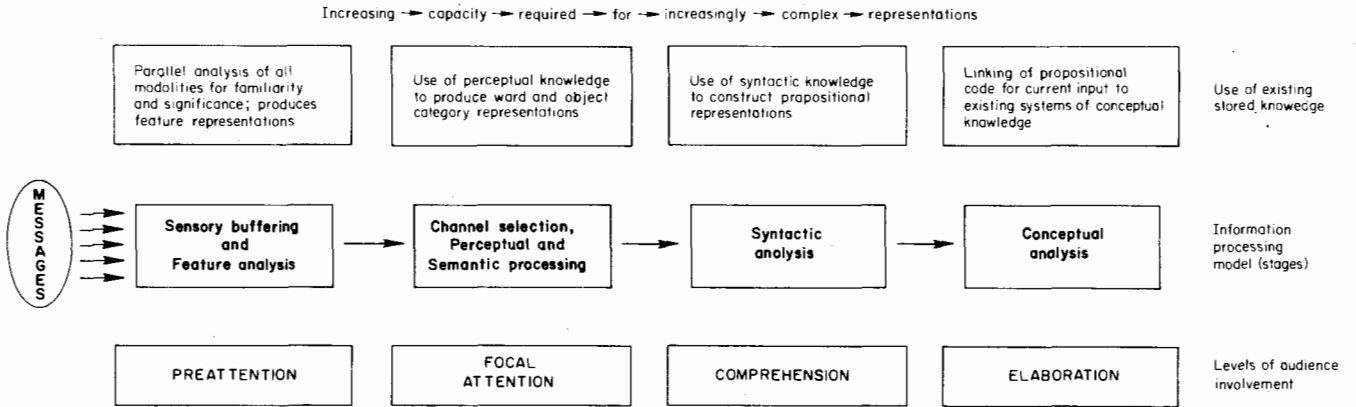 Increasing → capacity → required → for → increasingly → complex → representations
Parallel analysis of all
modalities for familiarity
and significance; produces
feature representations
Use of perceptual knowledge
to produce word and object
category representations
Use of syntactic knowledge
to construct propositional
representations
Linking of propositional
code for current input to
existing systems of conceptual
knowledge
Use of existing
stored knowedge
MESSAGES
Sensory buffering
and
Feature analysis
Channel selection,
Perceptual and
Semantic processing
Syntactic
analysis
Conceptual
analysis
Information
processing
model (stages)
PREATTENTION
FOCAL
ATTENTION
COMPREHENSION
ELABORATION
Levels of audience
involvement